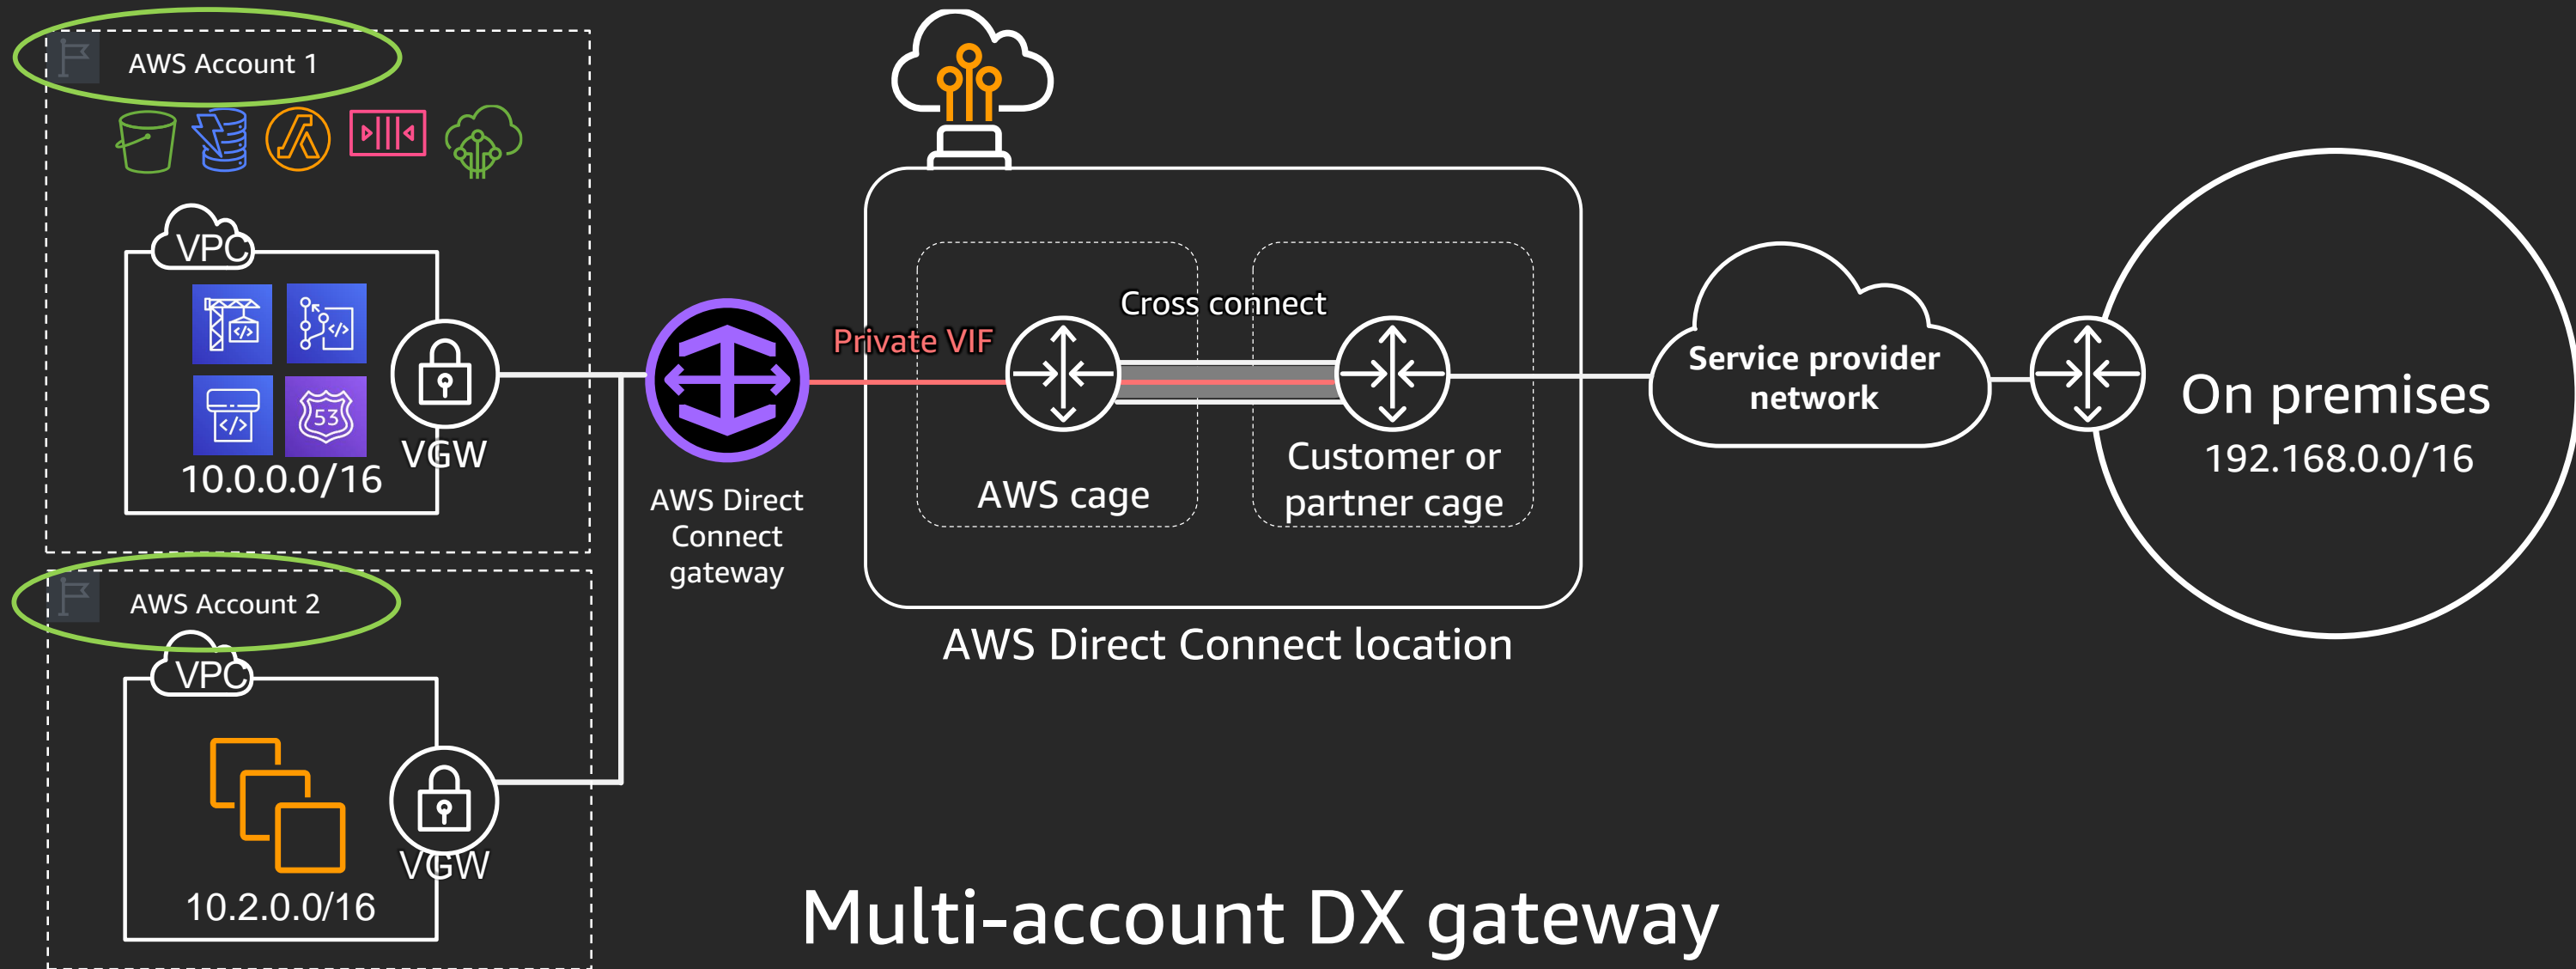 AWS Account 1
VPC
53
10.0.0.0/16
VGW
AWS Account 2
VPC
10.2.0.0/16
VGW
AWS Direct
Connect
gateway
Private VIF
Cross connect
AWS cage
Customer or
partner cage
AWS Direct Connect location
Service provider
network
On premises
192.168.0.0/16
Multi-account DX gateway